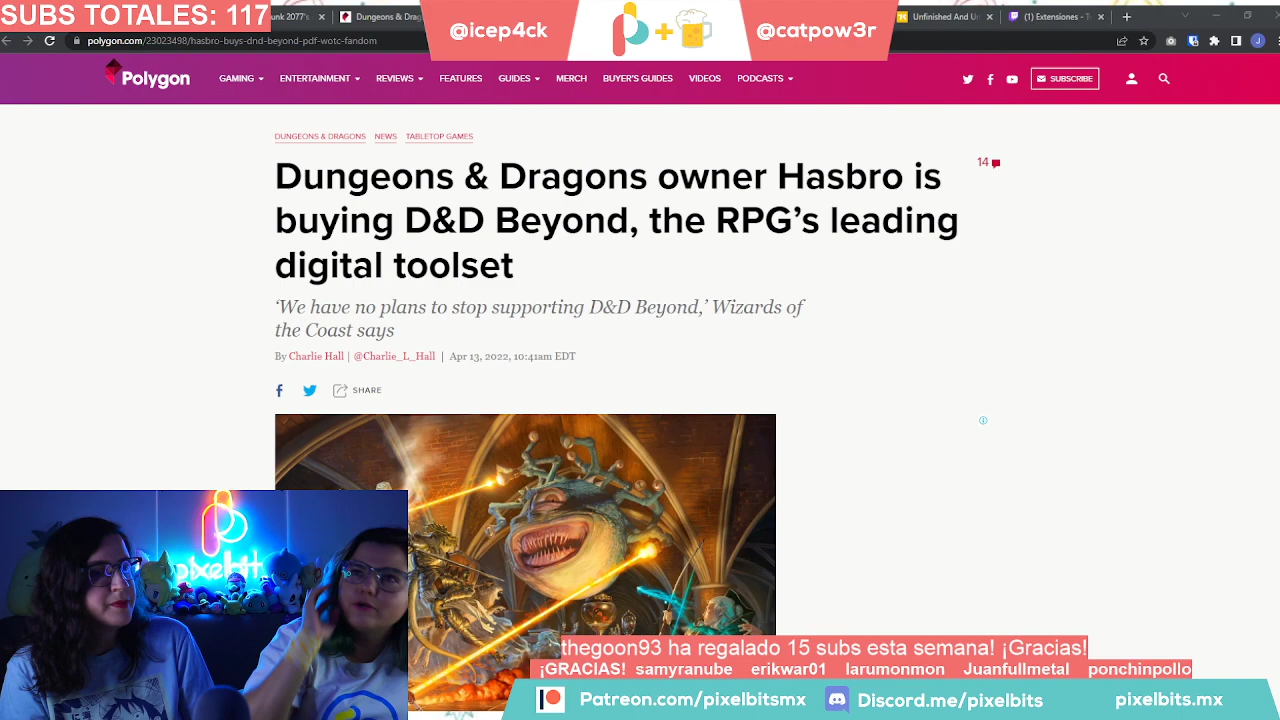 SUBS TOTALES: 117
unk 2077's
Dungeons & Drag
Unfinished And U
(1) Extensiones - T
@icep4ck
@catpow3r
polygon.com/23023498/hasbro-buys-dnd-beyond-pdf-wotc-fandom
Polygon
GAMING
ENTERTAINMENT
REVIEWS
FEATURES
GUIDES
MERCH
BUYER'S GUIDES
VIDEOS
PODCASTS
SUBSCRIBE
DUNGEONS & DRAGONS NEWS TABLETOP GAMES
Dungeons & Dragons owner Hasbro is
buying D&D Beyond, the RPG’s leading
digital toolset
14
‘We have no plans to stop supporting D&D Beyond,’ Wizards of
the Coast says
By Charlie Hall | @Charlie_L_Hall | Apr 13, 2022, 10:41am EDT
SHARE
pixelbit
thegoon93 ha regalado 15 subs esta semana! ¡Gracias!
¡GRACIAS! samyranube erikwar01 larumonmon Juanfullmetal ponchinpollo
Patreon.com/pixelbitsmx
Discord.me/pixelbits
pixelbits.mx